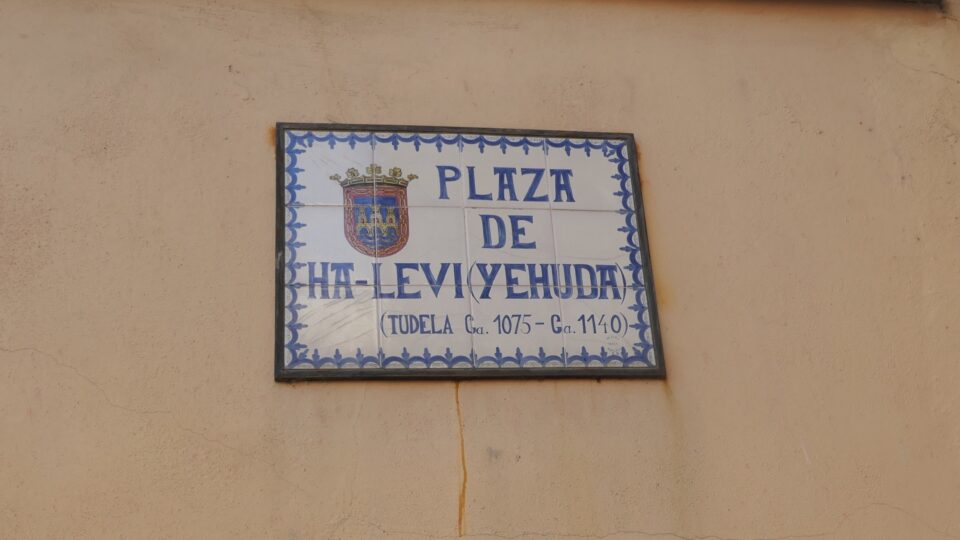 PLAZA
DE
HA-LEVI (YEHUDA)
(TUDELA Ca. 1075 - Ca. 1140)